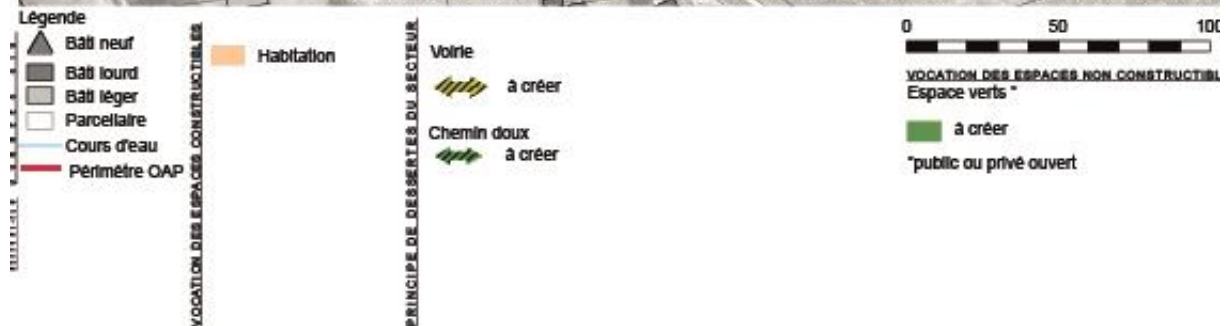 Légende
Bâti neuf
Bâti lourd
Bâti léger
Parcellaire
Cours d'eau
Périmètre OAP
VOCATION DES ESPACES CONSTRUCTIBLES
Habitation
PRINCIPE DE DESSERTES DU SECTEUR
Voirie
à créer
Chemin doux
à créer
0 50 100
VOCATION DES ESPACES NON CONSTRUCTIBL
Espace verts *
à créer
*public ou privé ouvert